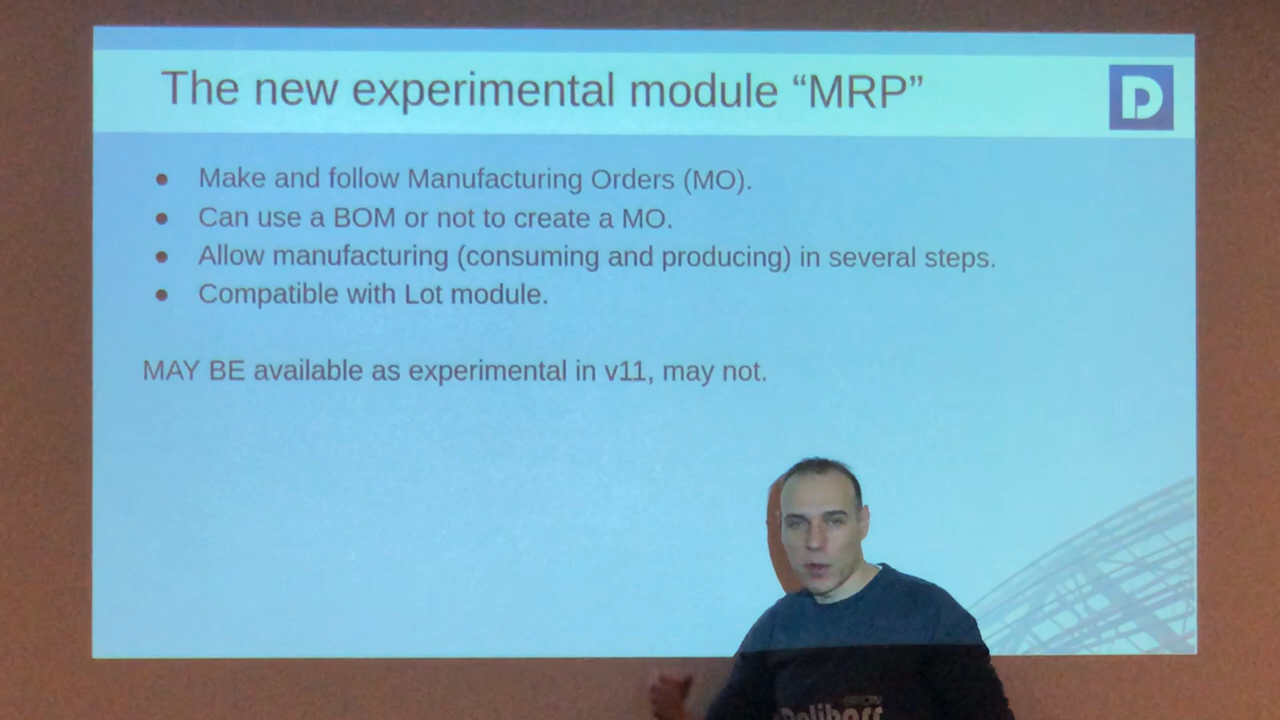 The new experimental module “MRP”
D
● Make and follow Manufacturing Orders (MO).
● Can use a BOM or not to create a MO.
● Allow manufacturing (consuming and producing) in several steps.
● Compatible with Lot module.
MAY BE available as experimental in v11, may not.